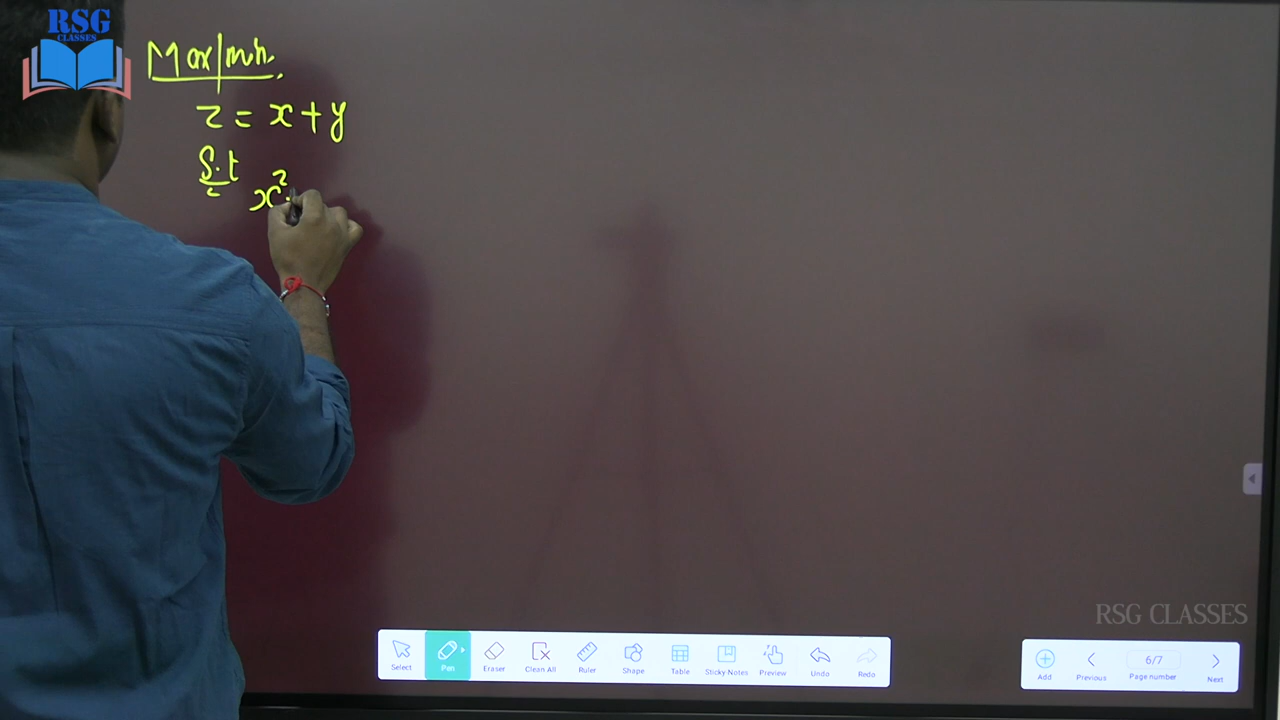 RSG
CLASSES
Max/min.
z = x + y
S.t
x²
RSG CLASSES
Select
Pen
Eraser
Clean All
Ruler
Shape
Table
Sticky Notes
Preview
Undo
Redo
Add
Previous
6/7
Page number
Next